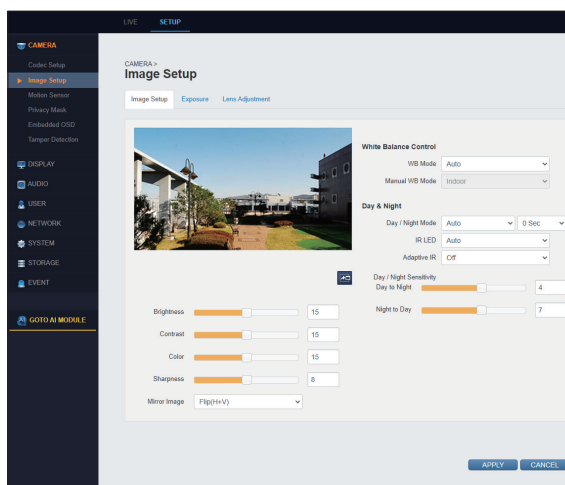 LIVE SETUP
CAMERA
Codec Setup
Image Setup
Motion Sensor
Privacy Mask
Embedded OSD
Tamper Detection
DISPLAY
AUDIO
USER
NETWORK
SYSTEM
STORAGE
EVENT
GOTO AI MODULE
CAMERA >
Image Setup
Image Setup Exposure Lens Adjustment
Brightness 15
Contrast 15
Color 15
Sharpness 8
Mirror Image Flip(H+V)
White Balance Control
WB Mode Auto
Manual WB Mode Indoor
Day & Night
Day / Night Mode Auto 0 Sec
IR LED Auto
Adaptive IR Off
Day / Night Sensitivity
Day to Night 4
Night to Day 7
APPLY CANCEL